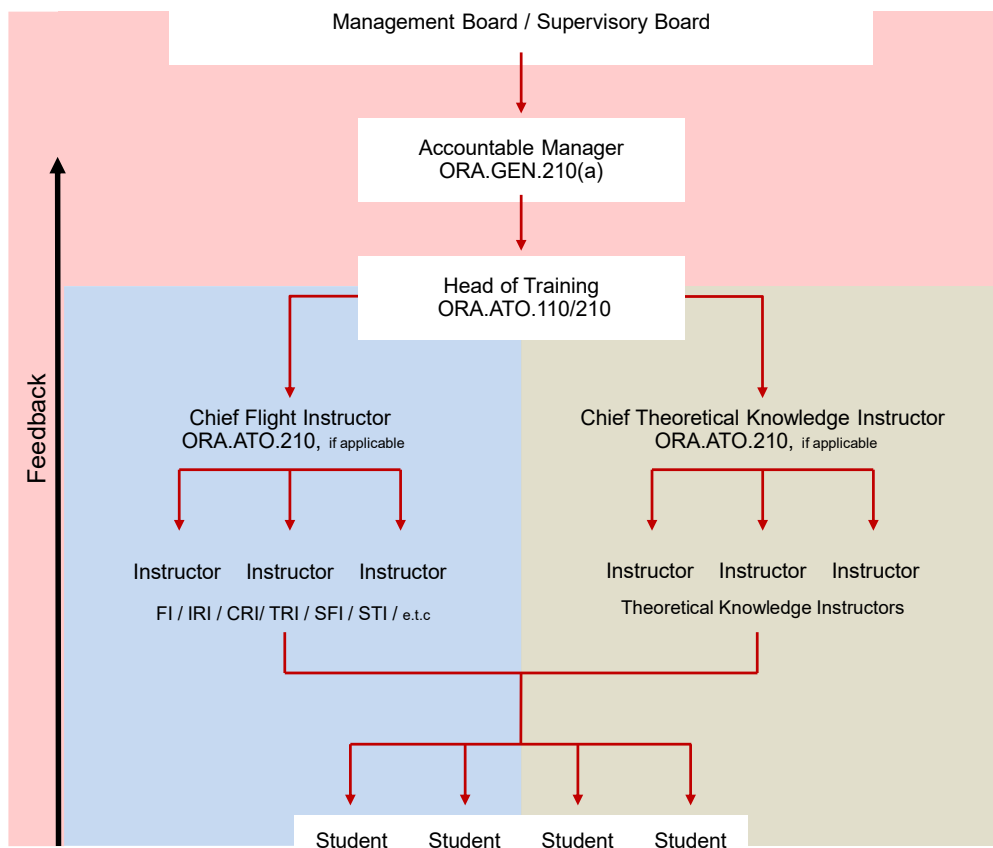 Management Board / Supervisory Board
Accountable Manager
ORA.GEN.210(a)
Head of Training
ORA.ATO.110/210
Feedback
Chief Flight Instructor
ORA.ATO.210, if applicable
Chief Theoretical Knowledge Instructor
ORA.ATO.210, if applicable
Instructor Instructor Instructor
FI / IRI / CRI/ TRI / SFI / STI / e.t.c
Instructor Instructor Instructor
Theoretical Knowledge Instructors
Student Student Student Student